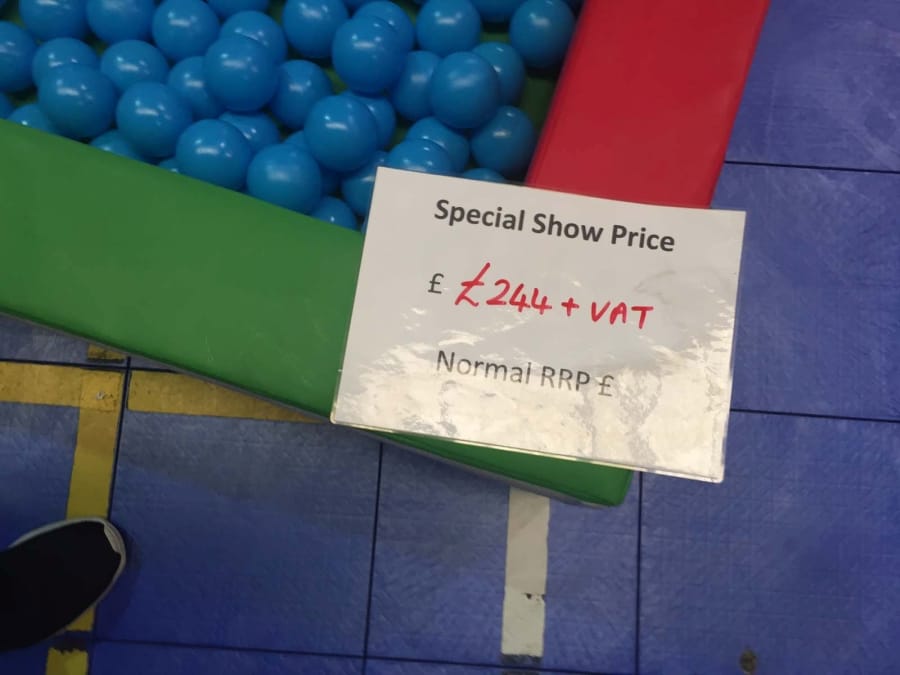 Special Show Price
£ £244 + VAT
Normal RRP £